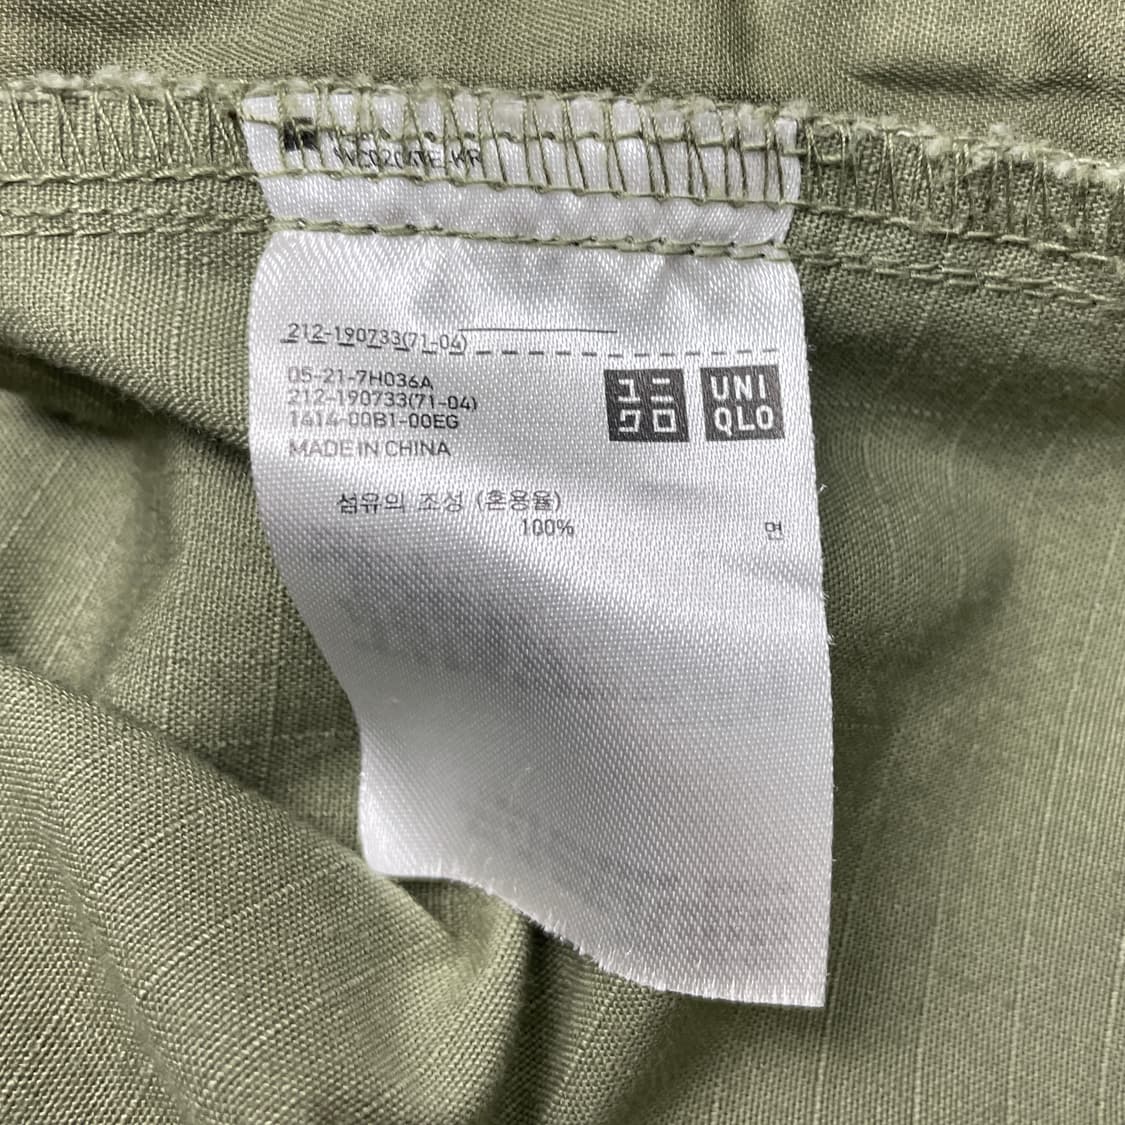 212-190733(71-04)
05-21-7H036A
212-190733(71-04)
1614-00B1-00EG
MADE IN CHINA
ユニ
クロ
UNI
QLO
섬유의 조성 (혼용율)
100% 면